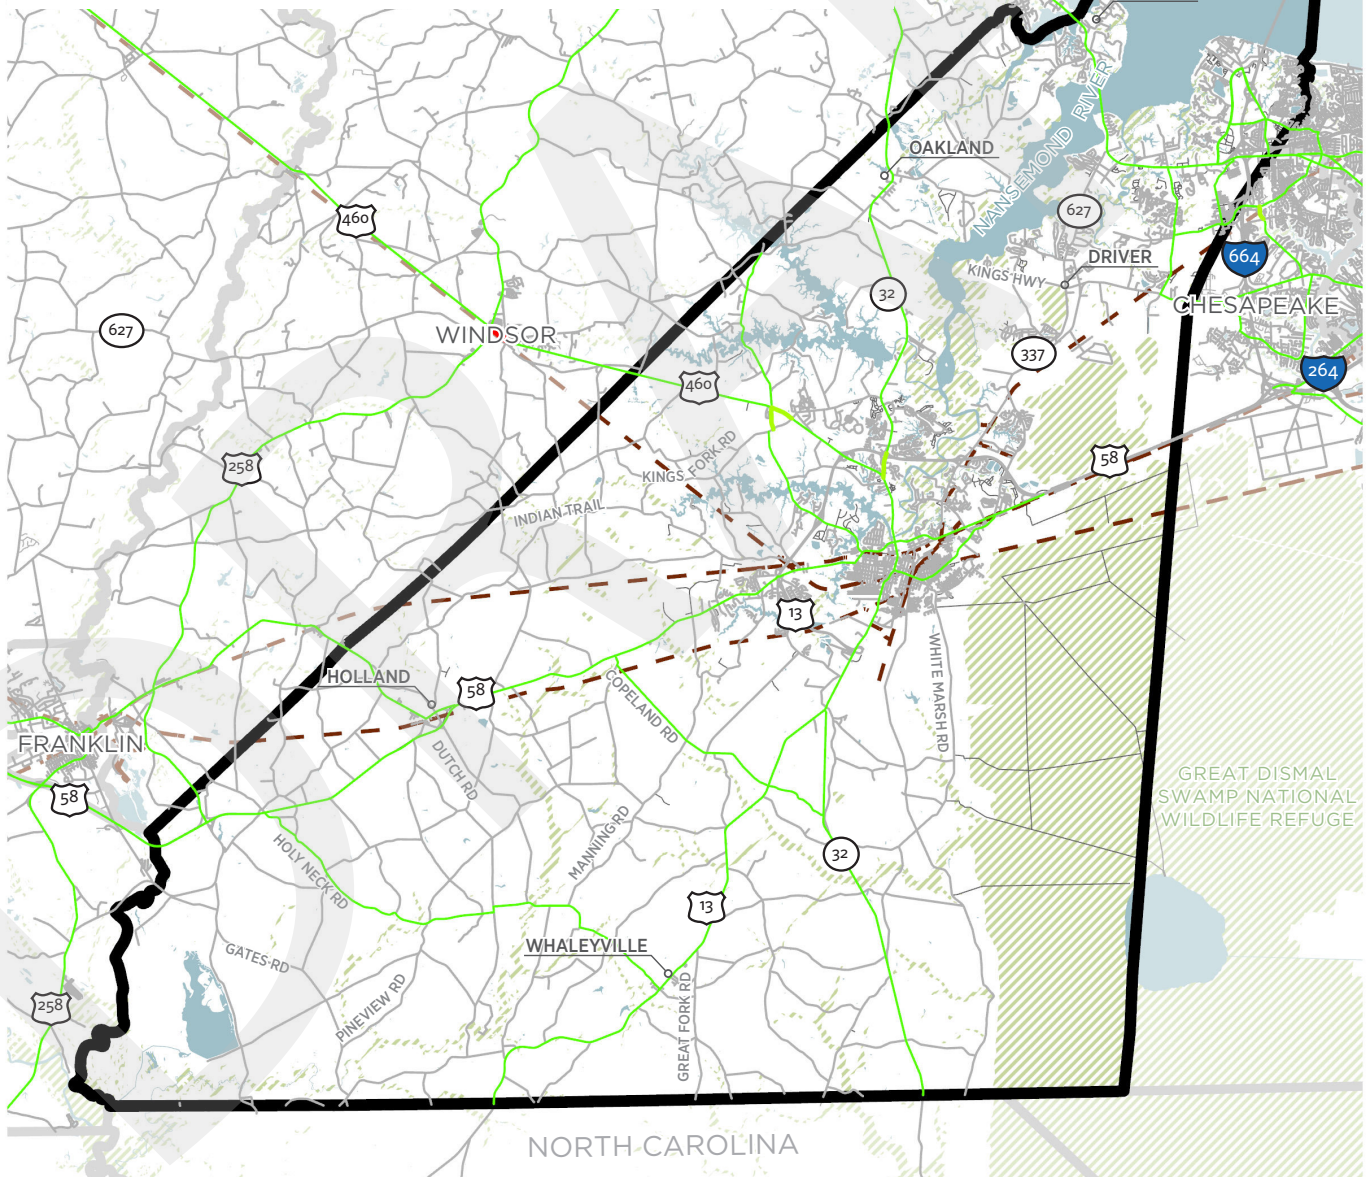 NANSEMOND RIVER
OAKLAND
627
460
DRIVER
664
KINGS HWY
32
CHESAPEAKE
627
WINDSOR
337
264
460
258
KINGS FORK RD
58
INDIAN TRAIL
13
WHITE MARSH RD
HOLLAND
58
COPELAND RD
FRANKLIN
DUTCH RD
58
GREAT DISMAL
SWAMP NATIONAL
WILDLIFE REFUGE
MANNING RD
HOLY NECK RD
32
13
WHALEYVILLE
GATES RD
PINEVIEW RD
258
GREAT FORK RD
NORTH CAROLINA